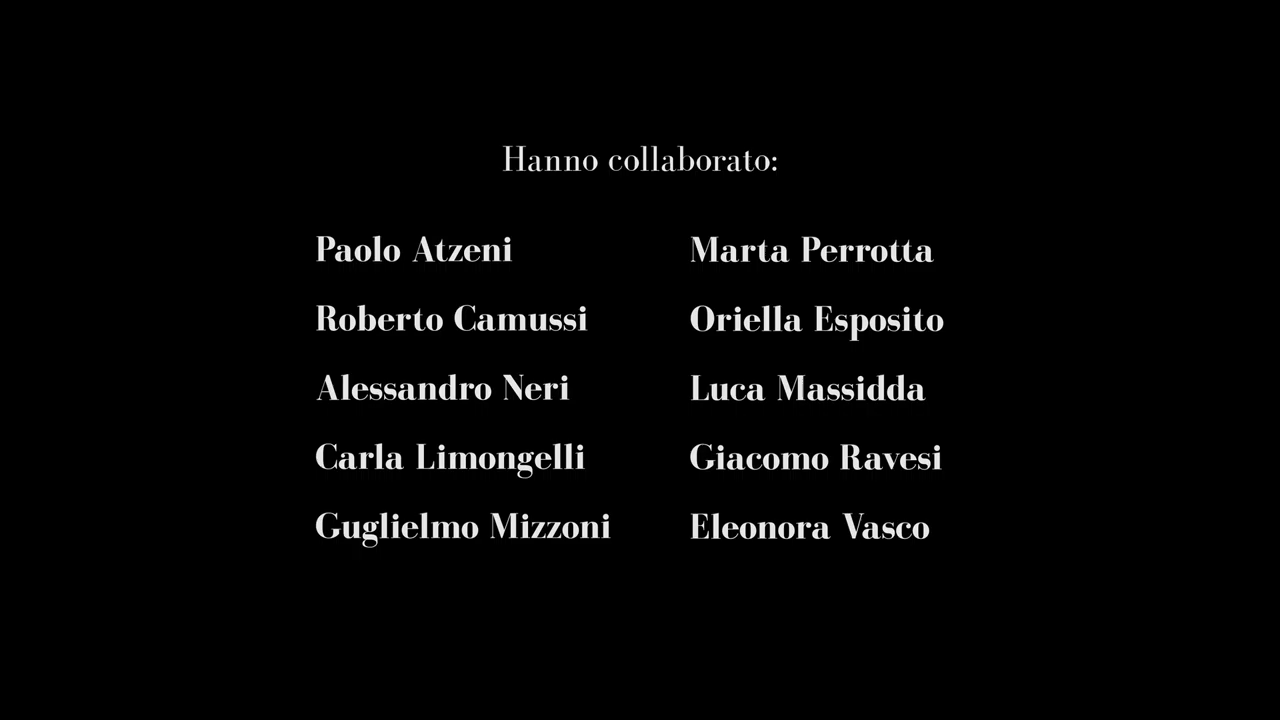 Hanno collaborato:
Paolo Atzeni
Roberto Camussi
Alessandro Neri
Carla Limongelli
Guglielmo Mizzoni
Marta Perrotta
Oriella Esposito
Luca Massidda
Giacomo Ravesi
Eleonora Vasco